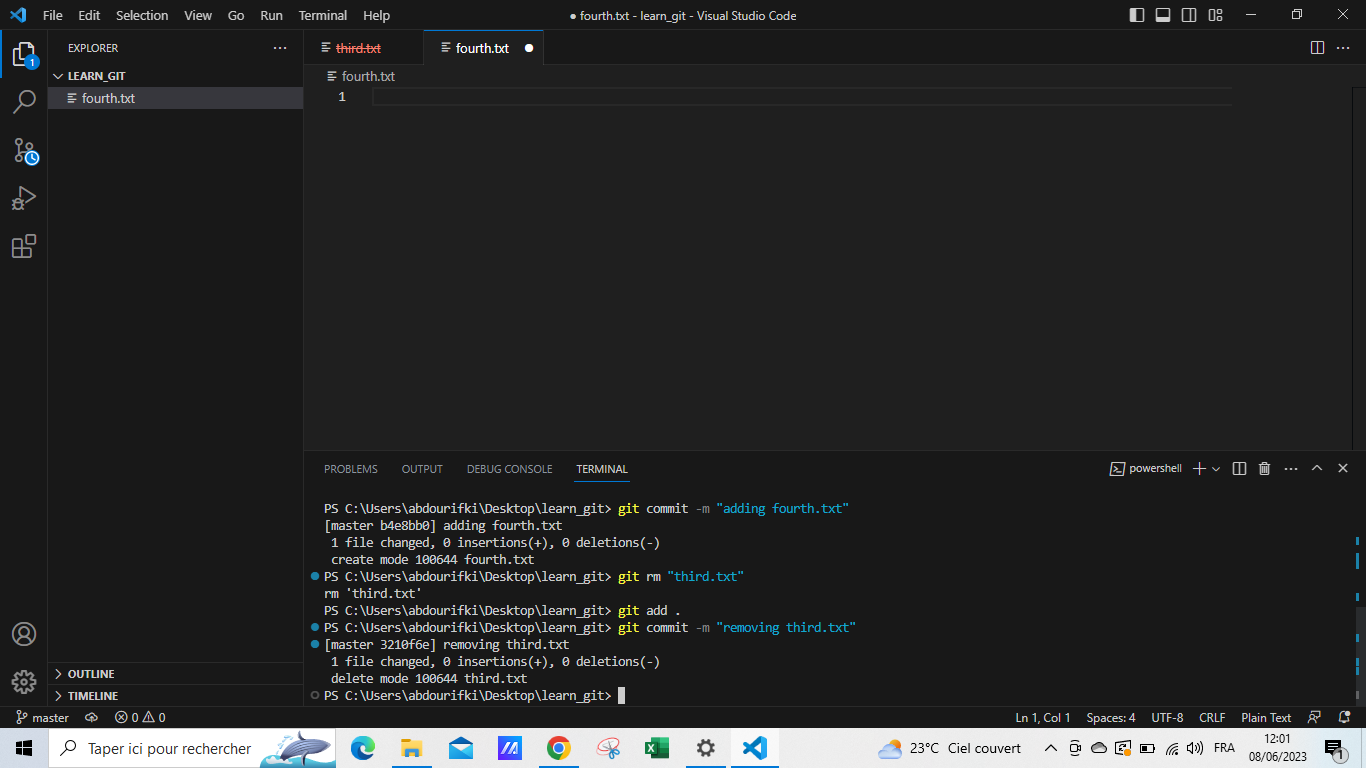 File Edit Selection View Go Run Terminal Help
● fourth.txt - learn_git - Visual Studio Code
1
EXPLORER
LEARN_GIT
fourth.txt
third.txt
fourth.txt
fourth.txt
1
PROBLEMS OUTPUT DEBUG CONSOLE TERMINAL
powershell
PS C:\Users\abdourifki\Desktop\learn_git> git commit -m "adding fourth.txt"
[master b4e8bb0] adding fourth.txt
1 file changed, 0 insertions(+), 0 deletions(-)
create mode 100644 fourth.txt
PS C:\Users\abdourifki\Desktop\learn_git> git rm "third.txt"
rm 'third.txt'
PS C:\Users\abdourifki\Desktop\learn_git> git add .
PS C:\Users\abdourifki\Desktop\learn_git> git commit -m "removing third.txt"
[master 3210f6e] removing third.txt
1 file changed, 0 insertions(+), 0 deletions(-)
delete mode 100644 third.txt
PS C:\Users\abdourifki\Desktop\learn_git>
OUTLINE
TIMELINE
master 0 0
Ln 1, Col 1 Spaces: 4 UTF-8 CRLF Plain Text
Taper ici pour rechercher
23°C Ciel couvert
FRA
12:01
08/06/2023
1